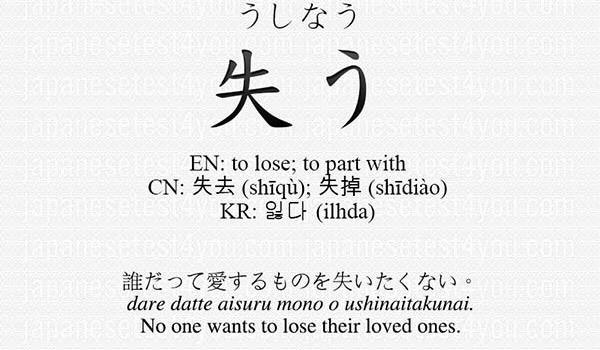 うしなう
失う
EN: to lose; to part with
CN: 失去 (shīqù); 失掉 (shīdiào)
KR: 잃다 (ilhda)
誰だって愛するものを失いたくない。
dare datte aisuru mono o ushinaitakunai.
No one wants to lose their loved ones.